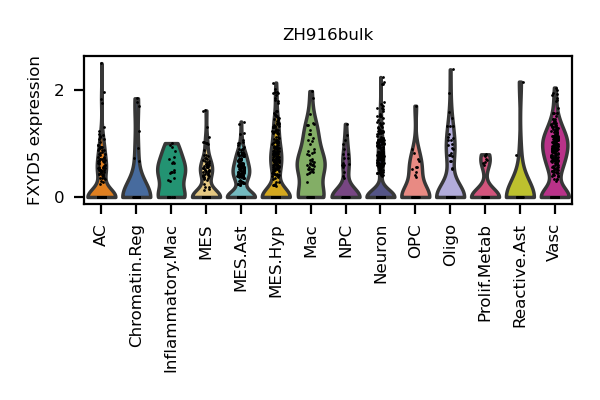 ZH916bulk
FXYD5 expression
2
0
AC
Chromatin.Reg
Inflammatory.Mac
MES
MES.Ast
MES.Hyp
Mac
NPC
Neuron
OPC
Oligo
Prolif.Metab
Reactive.Ast
Vasc